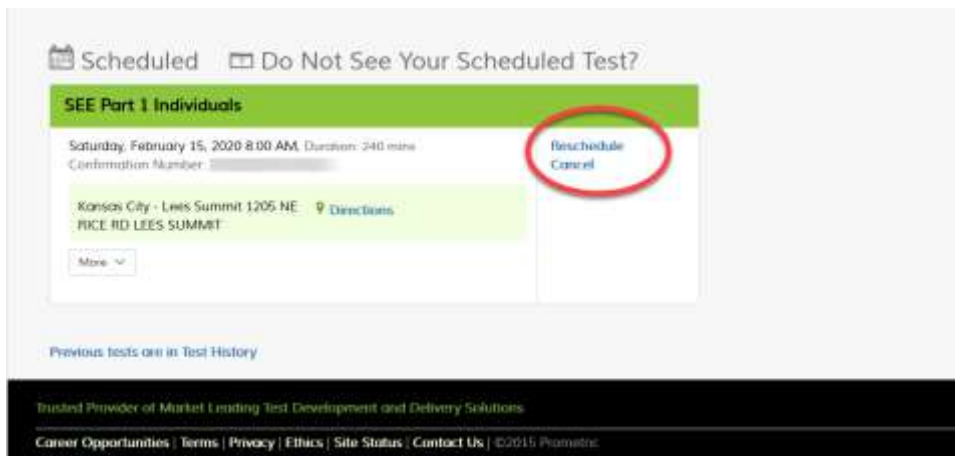 Scheduled Do Not See Your Scheduled Test?
SEE Part 1 Individuals
Saturday, February 15, 2020 8:00 AM, Duration: 240 mins
Confirmation Number:
Reschedule
Cancel
Kansas City - Lees Summit 1205 NE
RICE RD LEES SUMMIT
Directions
More
Previous tests are in Test History
Trusted Provider of Market Leading Test Development and Delivery Solutions
Career Opportunities | Terms | Privacy | Ethics | Site Status | Contact Us | ©2015 Prometric